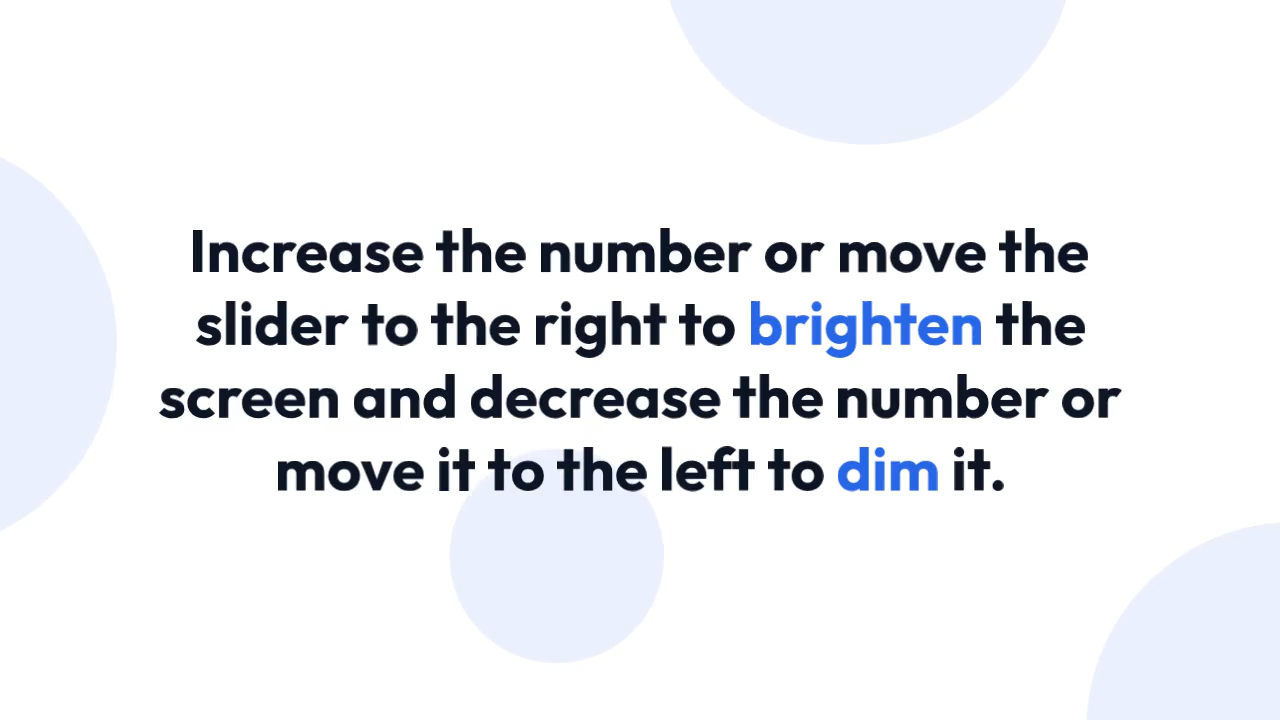 Increase the number or move the
slider to the right to brighten the
screen and decrease the number or
move it to the left to dim it.